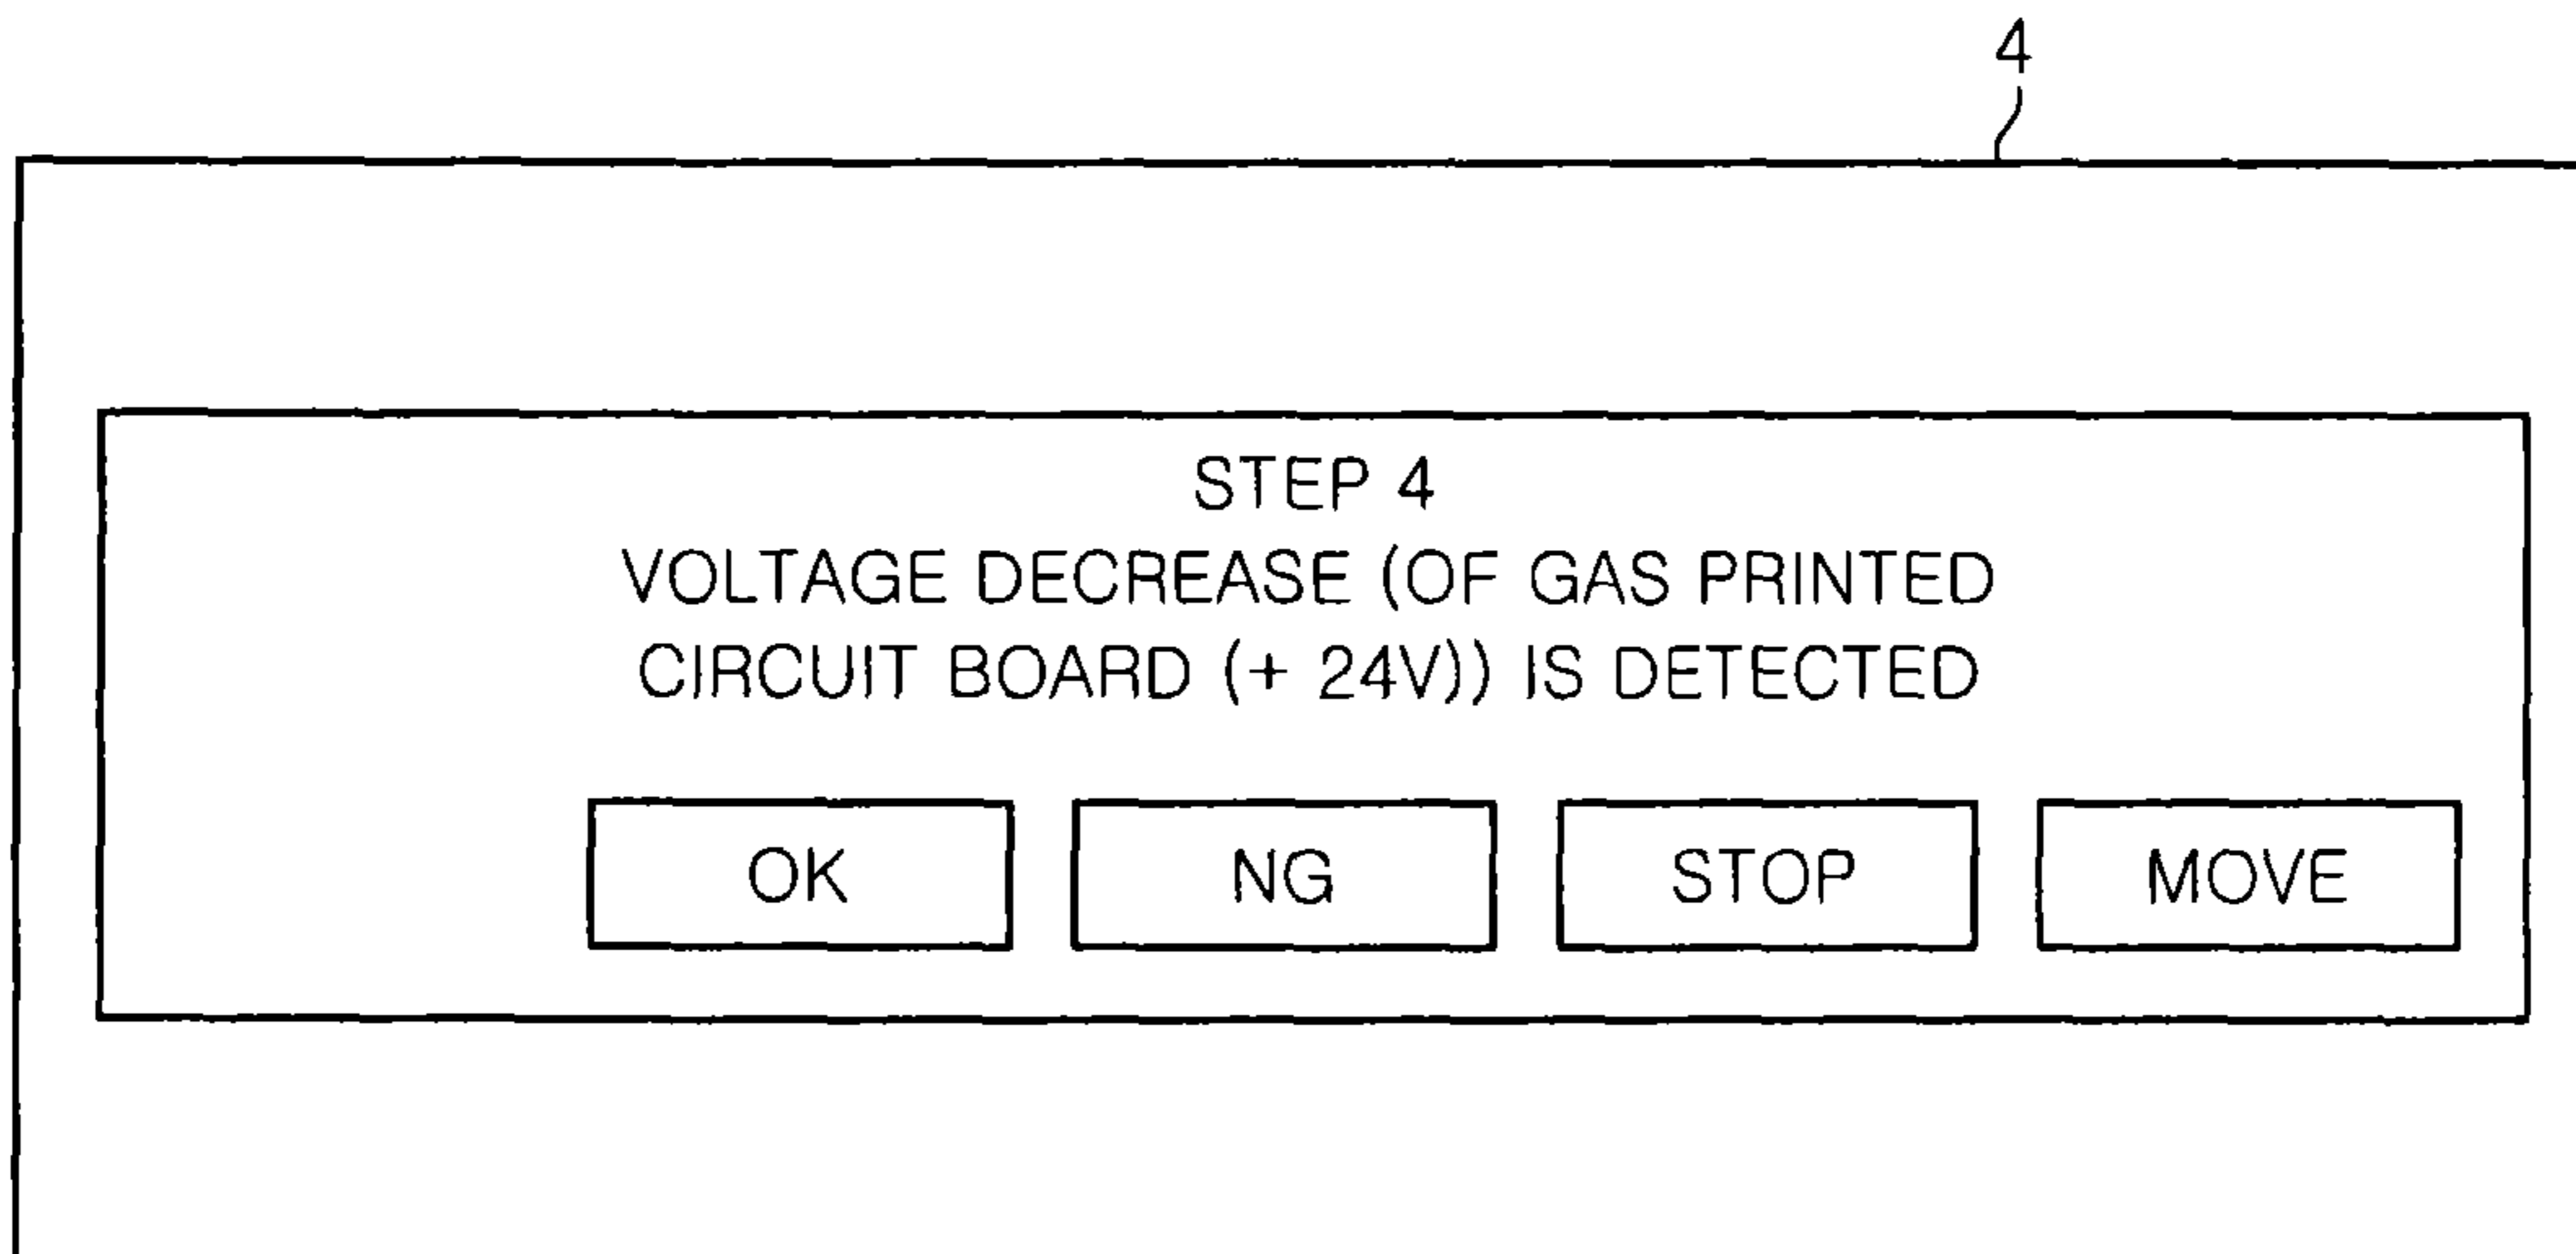 4
STEP 4
VOLTAGE DECREASE (OF GAS PRINTED
CIRCUIT BOARD (+ 24V)) IS DETECTED
OK NG STOP MOVE